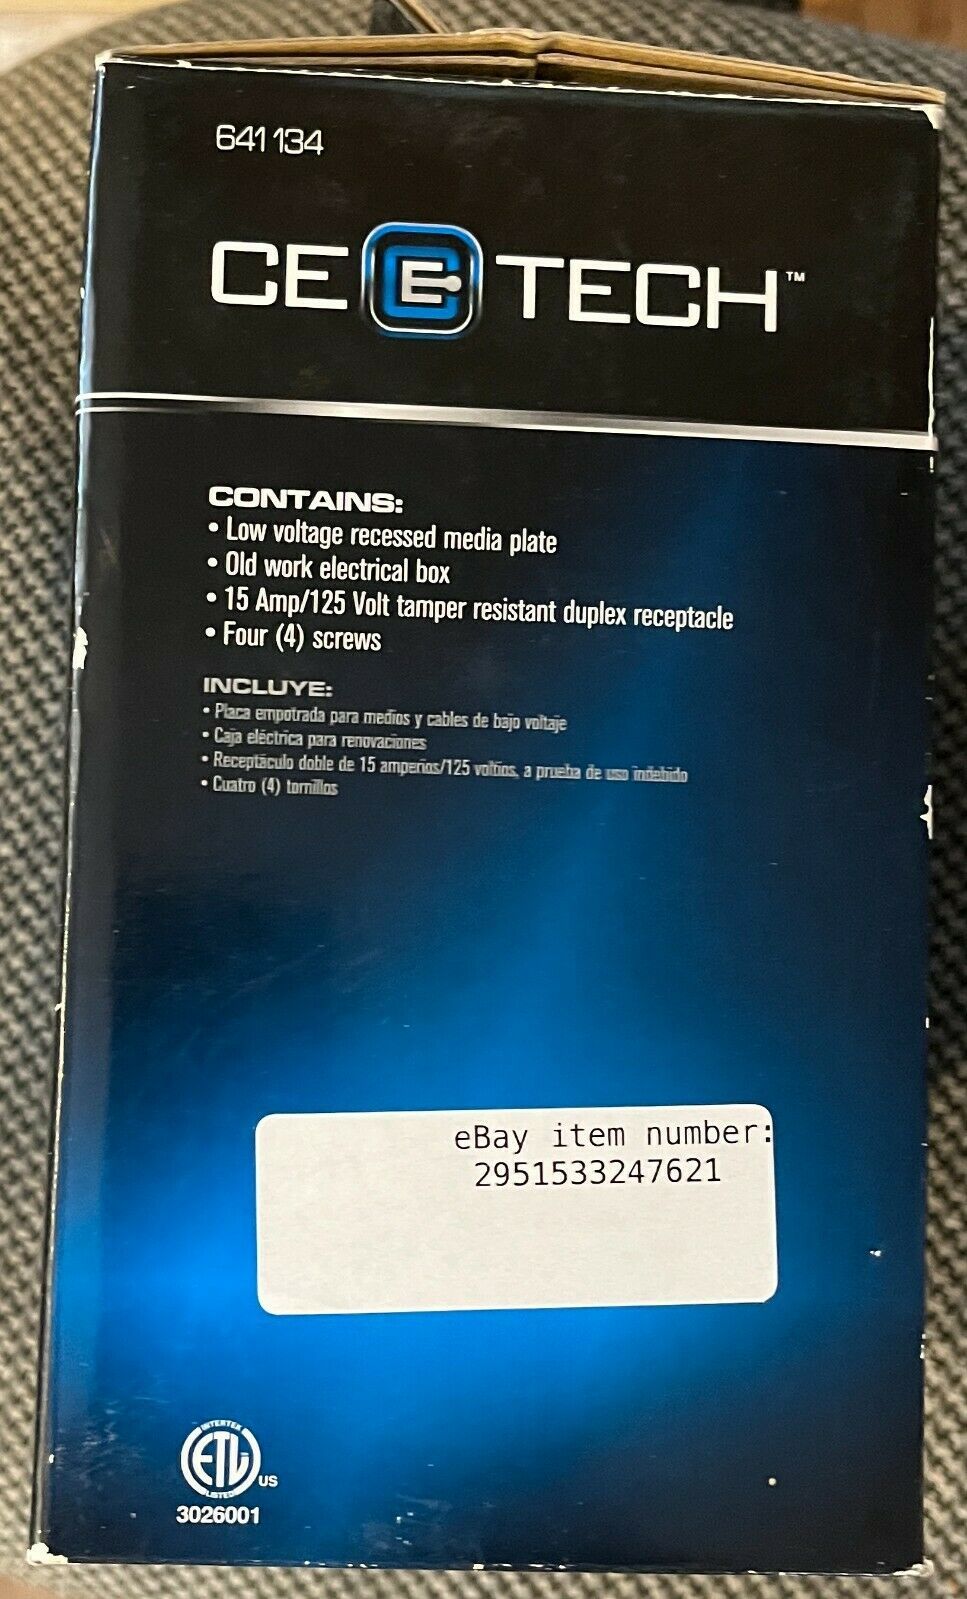 641 134
CE TECH™
CONTAINS:
• Low voltage recessed media plate
• Old work electrical box
• 15 Amp/125 Volt tamper resistant duplex receptacle
• Four (4) screws
INCLUYE:
• Placa empotrada para medios y cables de bajo voltaje
• Caja eléctrica para renovaciones
• Receptáculo doble de 15 amperios/125 voltios, a prueba de uso indebido
• Cuatro (4) tornillos
eBay item number:
2951533247621
INTERTEK
ETL US
LISTED
3026001